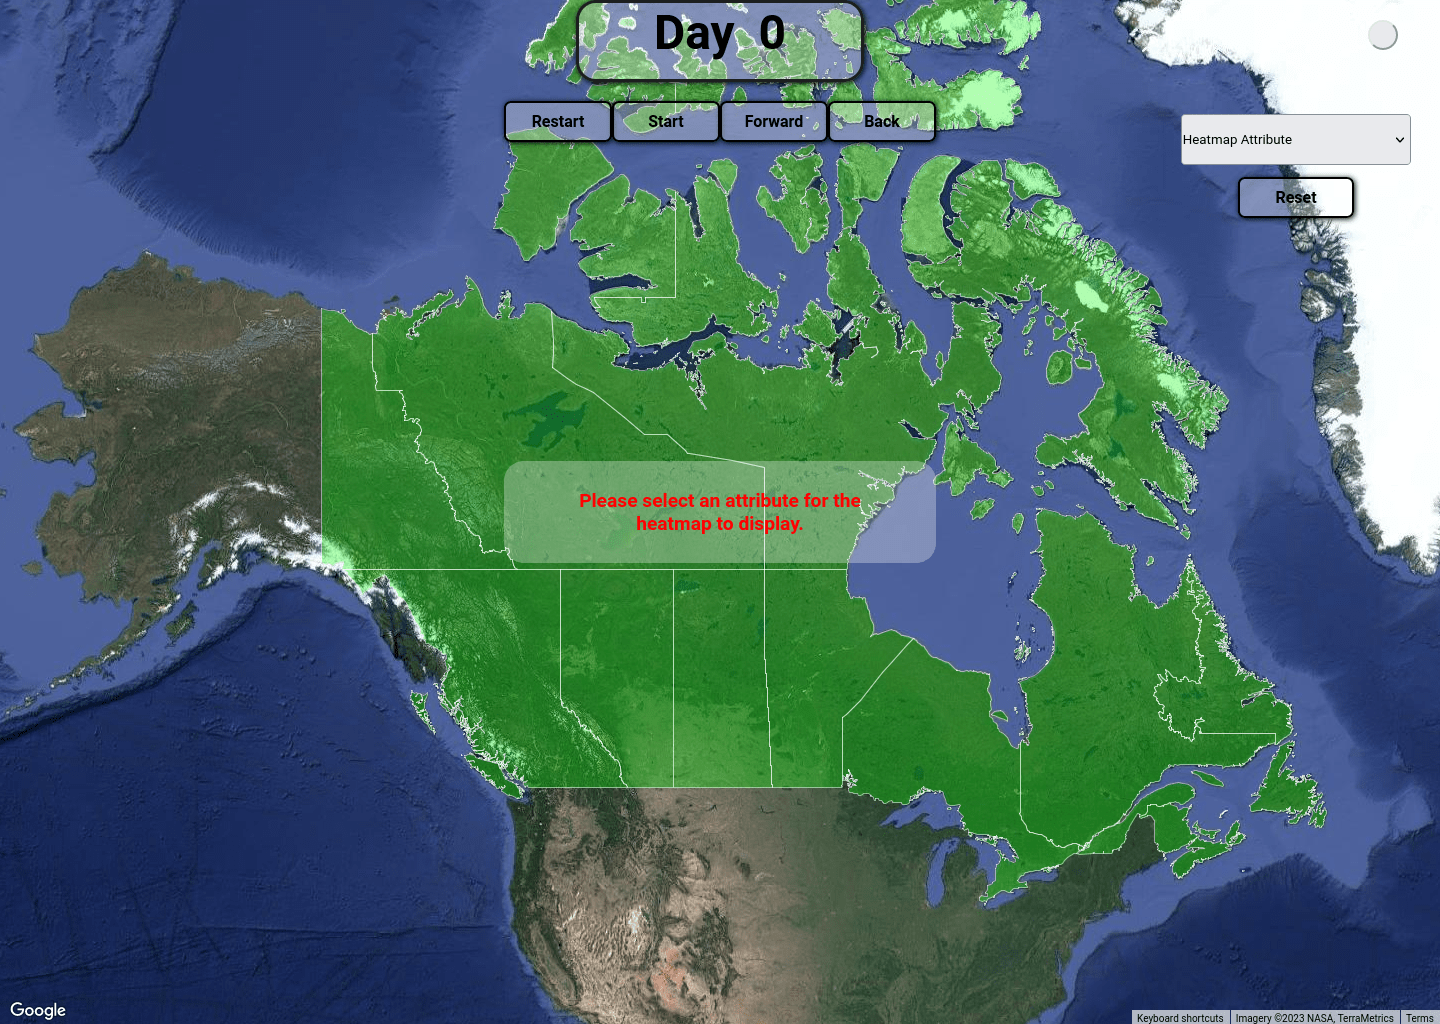 Day 0
Restart
Start
Forward
Back
Heatmap Attribute
Reset
Please select an attribute for the
heatmap to display.
Google
Keyboard shortcuts
Imagery ©2023 NASA, TerraMetrics
Terms